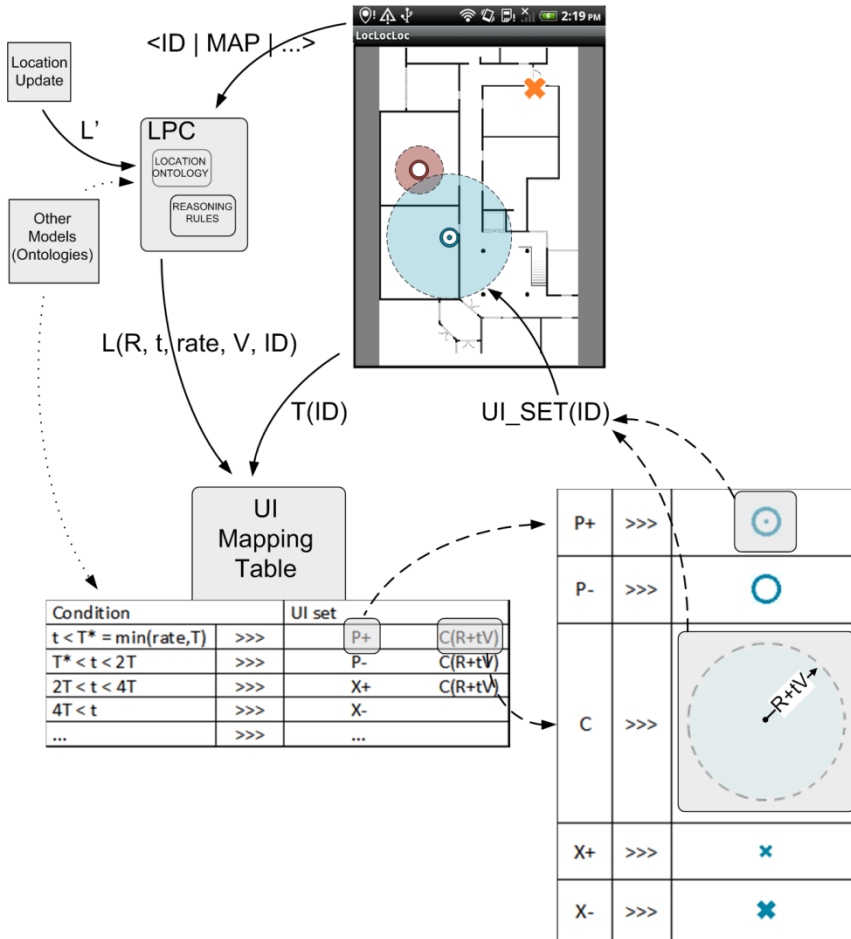 2:19 PM
LocLocLoc
<ID | MAP | ...>
Location
Update
L'
LPC
LOCATION
ONTOLOGY
REASONING
RULES
Other
Models
(Ontologies)
L(R, t, rate, V, ID)
T(ID)
UI_SET(ID)
UI
Mapping
Table
Condition UI set
t < T* = min(rate,T) >>> P+ C(R+tV)
T* < t < 2T >>> P- C(R+tV)
2T < t < 4T >>> X+ C(R+tV)
4T < t >>> X-
... >>> ...
P+ >>>
P- >>>
C >>> R+tV
X+ >>>
X- >>>